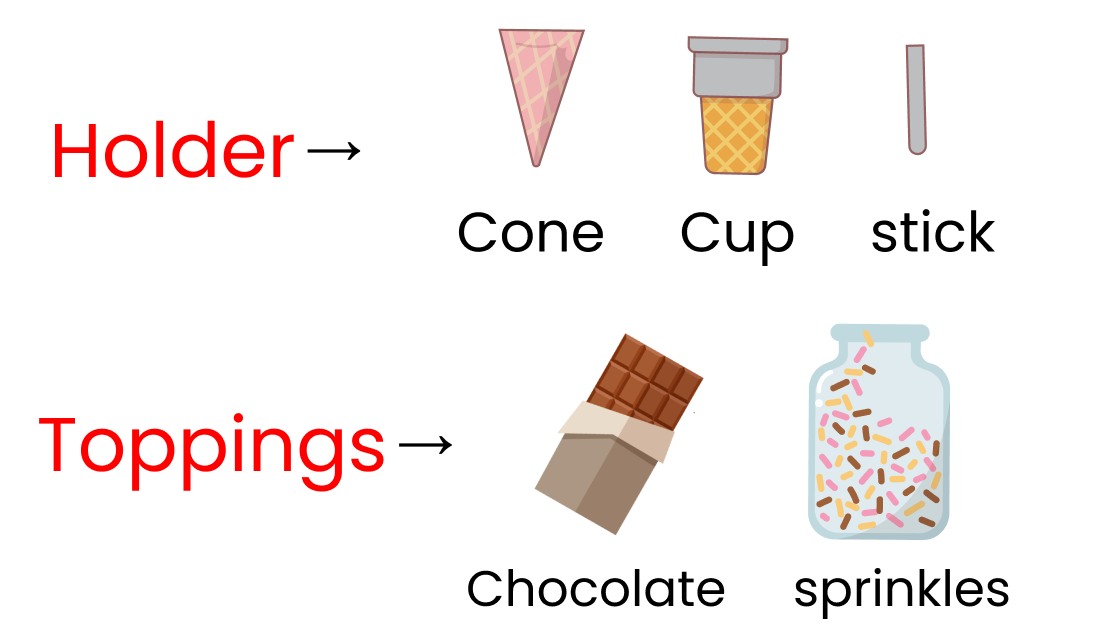 Holder→
Cone Cup stick
Toppings→
Chocolate sprinkles